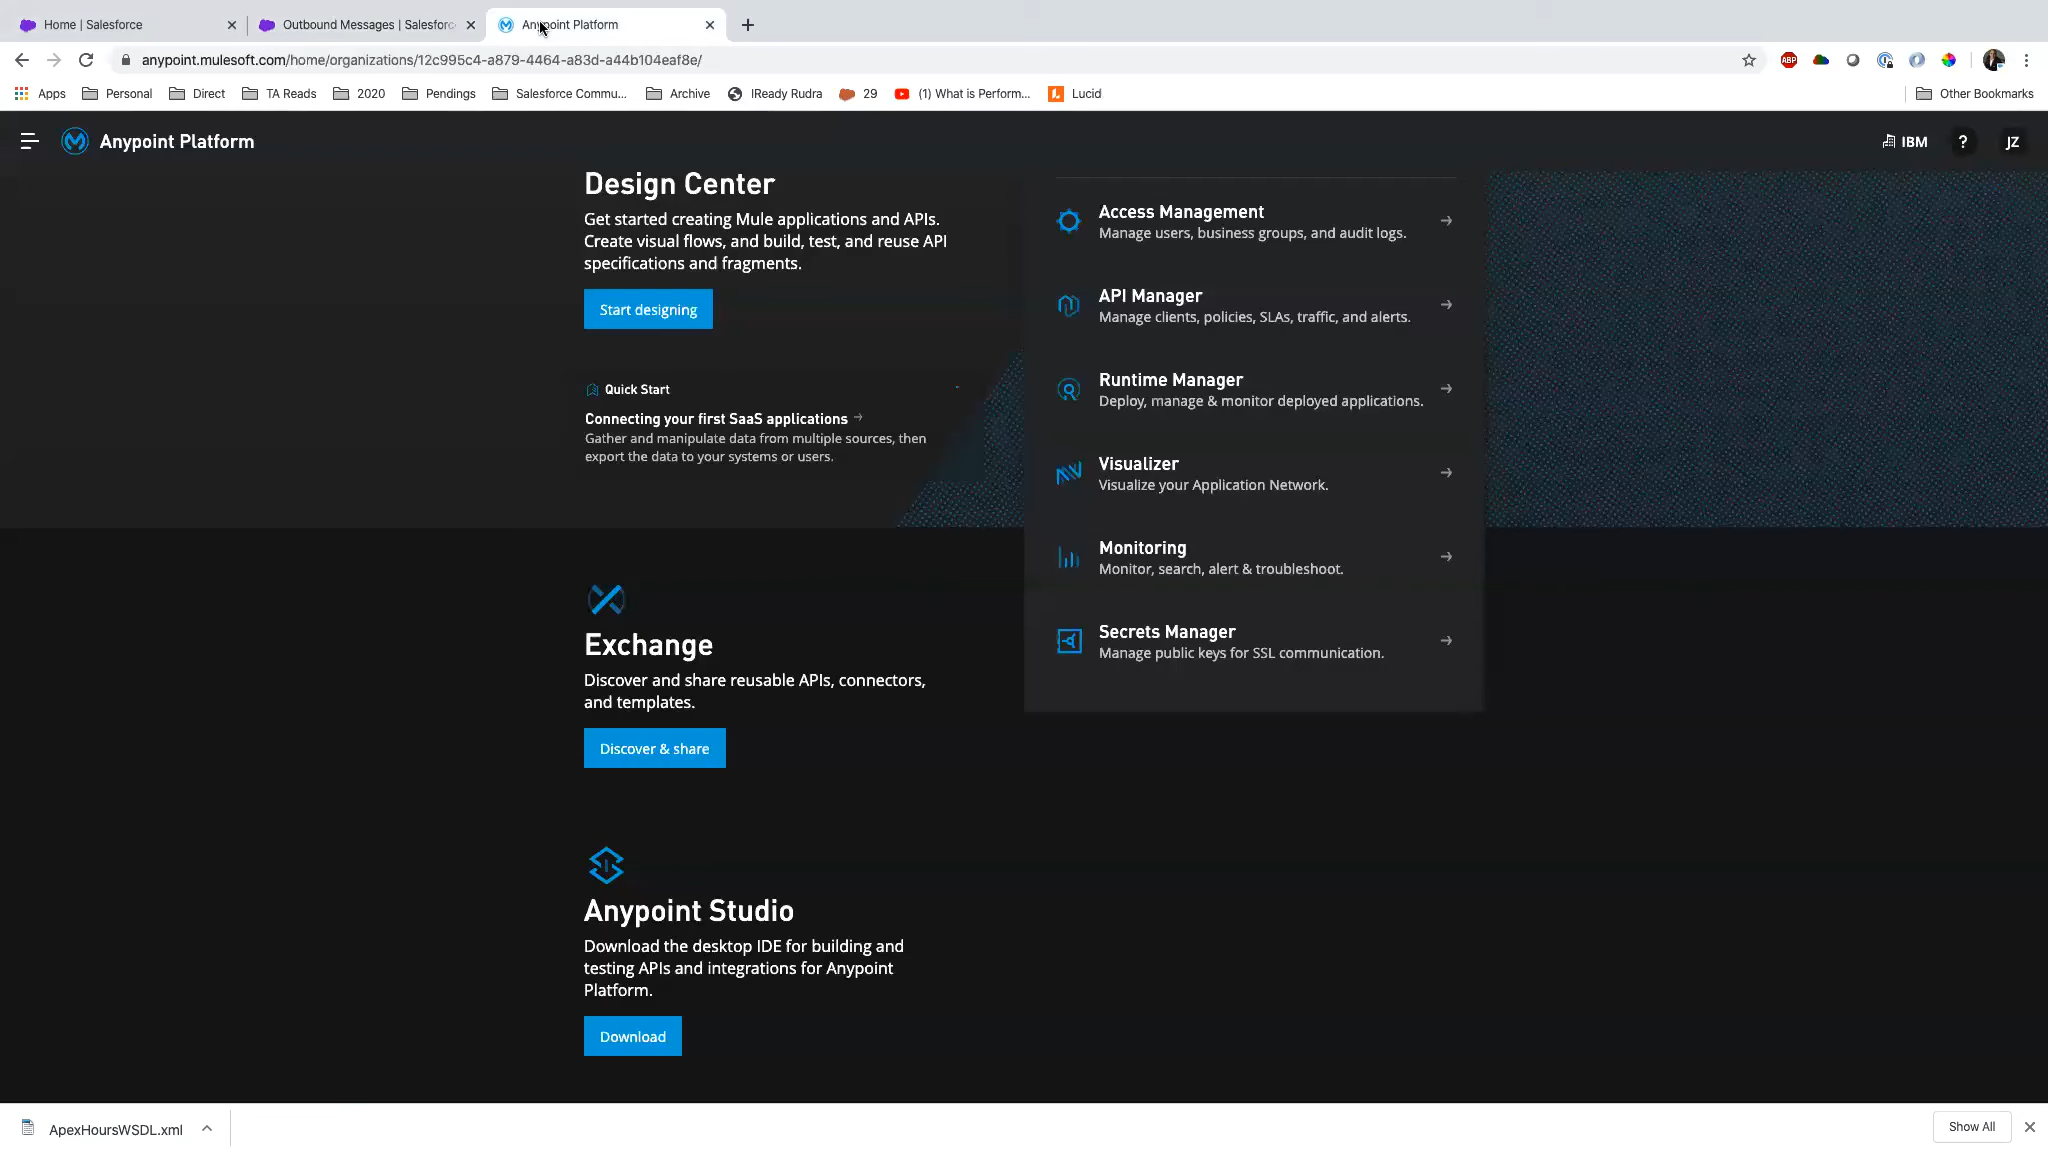 Home | Salesforce
Outbound Messages | Salesforc
Anypoint Platform
anypoint.mulesoft.com/home/organizations/12c995c4-a879-4464-a83d-a44b104eaf8e/
ABP
Apps
Personal
Direct
TA Reads
2020
Pendings
Salesforce Commu...
Archive
IReady Rudra
29
(1) What is Perform...
Lucid
Other Bookmarks
Anypoint Platform
IBM
?
JZ
Design Center
Get started creating Mule applications and APIs.
Create visual flows, and build, test, and reuse API
specifications and fragments.
Start designing
Quick Start
Connecting your first SaaS applications →
Gather and manipulate data from multiple sources, then
export the data to your systems or users.
Access Management
Manage users, business groups, and audit logs.
API Manager
Manage clients, policies, SLAs, traffic, and alerts.
Runtime Manager
Deploy, manage & monitor deployed applications.
Visualizer
Visualize your Application Network.
Monitoring
Monitor, search, alert & troubleshoot.
Secrets Manager
Manage public keys for SSL communication.
Exchange
Discover and share reusable APIs, connectors,
and templates.
Discover & share
Anypoint Studio
Download the desktop IDE for building and
testing APIs and integrations for Anypoint
Platform.
Download
ApexHoursWSDL.xml
Show All